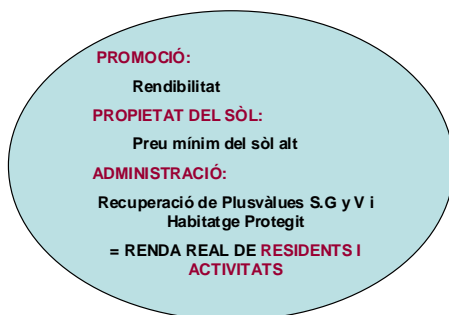 PROMOCIÓ:
Rendibilitat
PROPIETAT DEL SÒL:
Preu mínim del sòl alt
ADMINISTRACIÓ:
Recuperació de Plusvàlues S.G y V i
Habitatge Protegit
= RENDA REAL DE RESIDENTS I
ACTIVITATS